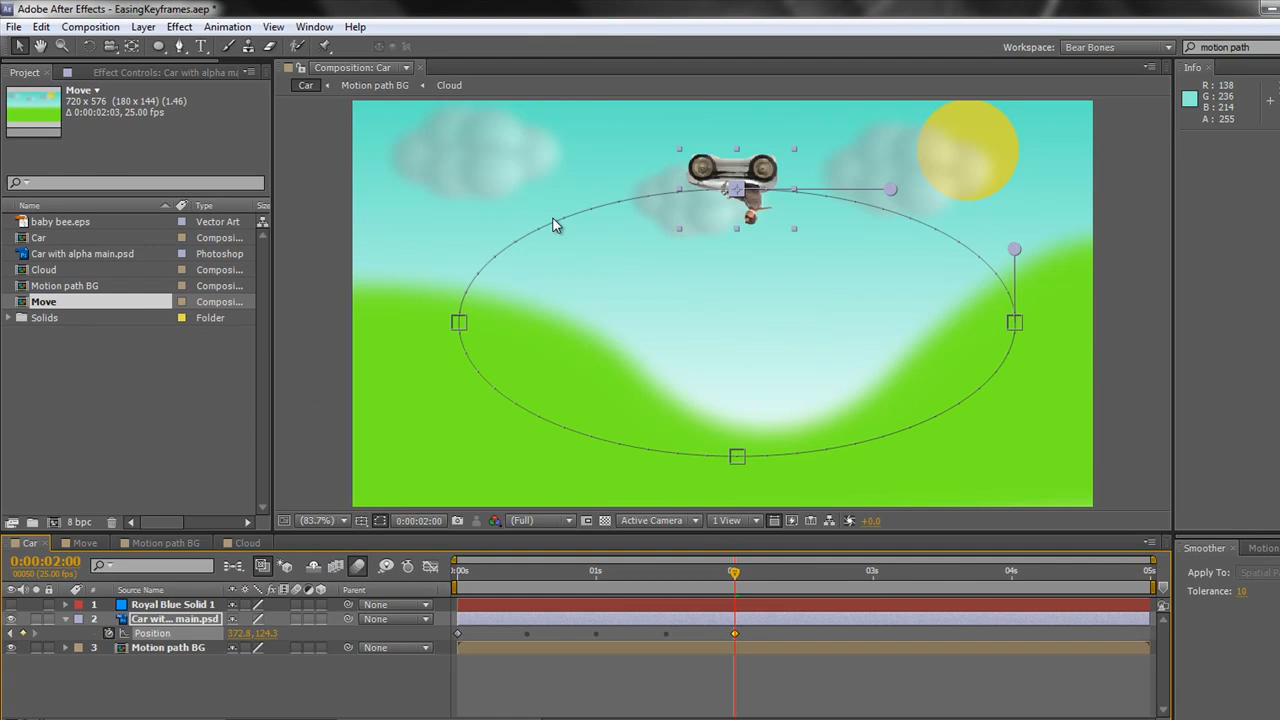 Adobe After Effects - EasingKeyframes.aep *
File Edit Composition Layer Effect Animation View Window Help
Workspace: Bear Bones motion path
Project Effect Controls: Car with alpha ma
Composition: Car
Info
Move
720 x 576 (180 x 144) (1.46)
Δ 0:00:02:03, 25.00 fps
Car Motion path BG Cloud
R : 138
G : 236
B : 214
A : 255
Name Type Size
baby bee.eps Vector Art
Car Composi...
Car with alpha main.psd Photoshop
Cloud Composi...
Motion path BG Composi...
Move Composi...
Solids Folder
8 bpc
(83.7%) 0:00:02:00 (Full) Active Camera 1 View +0.0
Car Move Motion path BG Cloud
Smoother Motion
0:00:02:00
00050 (25.00 fps)
:00s 01s 03s 04s 05s
Apply To: Spatial P
Tolerance: 10
# Source Name Parent
1 Royal Blue Solid 1 None
2 Car wit... main.psd None
Position 372.8, 124.3
3 Motion path BG None